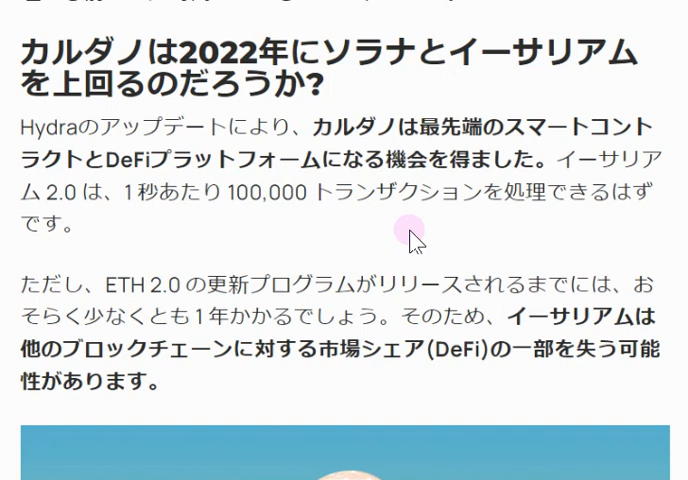 カルダノは2022年にソラナとイーサリアム
を上回るのだろうか?
Hydraのアップデートにより、カルダノは最先端のスマートコント
ラクトとDeFiプラットフォームになる機会を得ました。イーサリア
ム 2.0 は、1 秒あたり 100,000 トランザクションを処理できるはず
です。
ただし、ETH 2.0 の更新プログラムがリリースされるまでには、お
そらく少なくとも 1 年かかるでしょう。そのため、イーサリアムは
他のブロックチェーンに対する市場シェア(DeFi)の一部を失う可能
性があります。